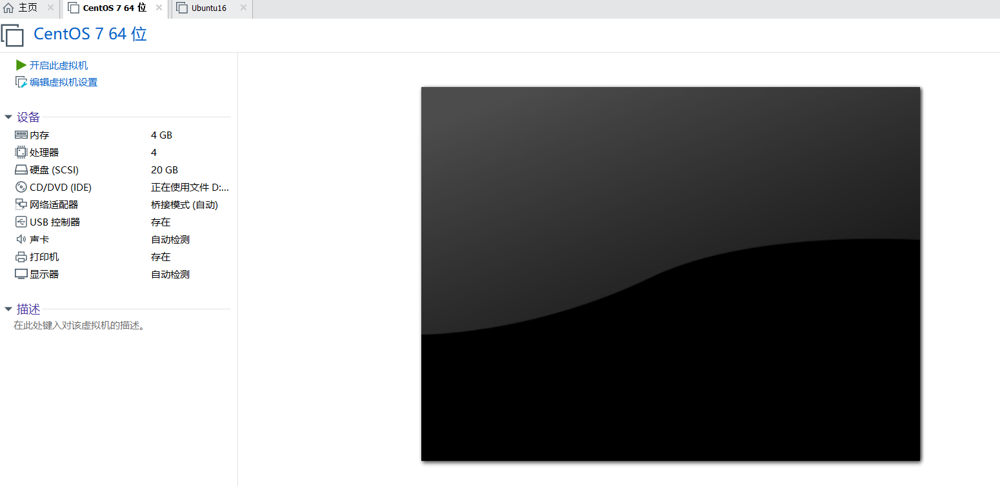 主页 CentOS 7 64 位 Ubuntu16
CentOS 7 64 位
开启此虚拟机
编辑虚拟机设置
设备
内存 4 GB
处理器 4
硬盘 (SCSI) 20 GB
CD/DVD (IDE) 正在使用文件 D:...
网络适配器 桥接模式 (自动)
USB 控制器 存在
声卡 自动检测
打印机 存在
显示器 自动检测
描述
在此处键入对该虚拟机的描述。